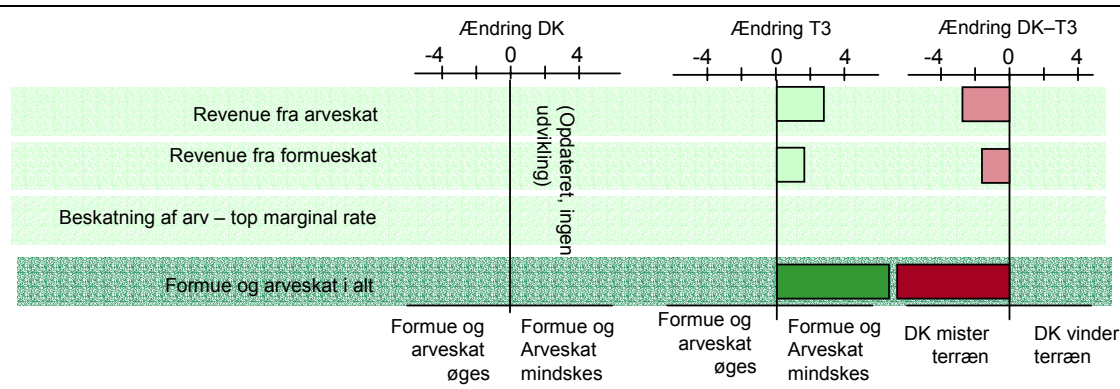 Ændring DK
Ændring T3
Ændring DK–T3
-4 0 4
-4 0 4
-4 0 4
Revenue fra arveskat
Revenue fra formueskat
Beskatning af arv – top marginal rate
Formue og arveskat i alt
(Opdateret, ingen
udvikling)
Formue og
arveskat
øges
Formue og
Arveskat
mindskes
Formue og
arveskat
øges
Formue og
Arveskat
mindskes
DK mister
terræn
DK vinder
terræn